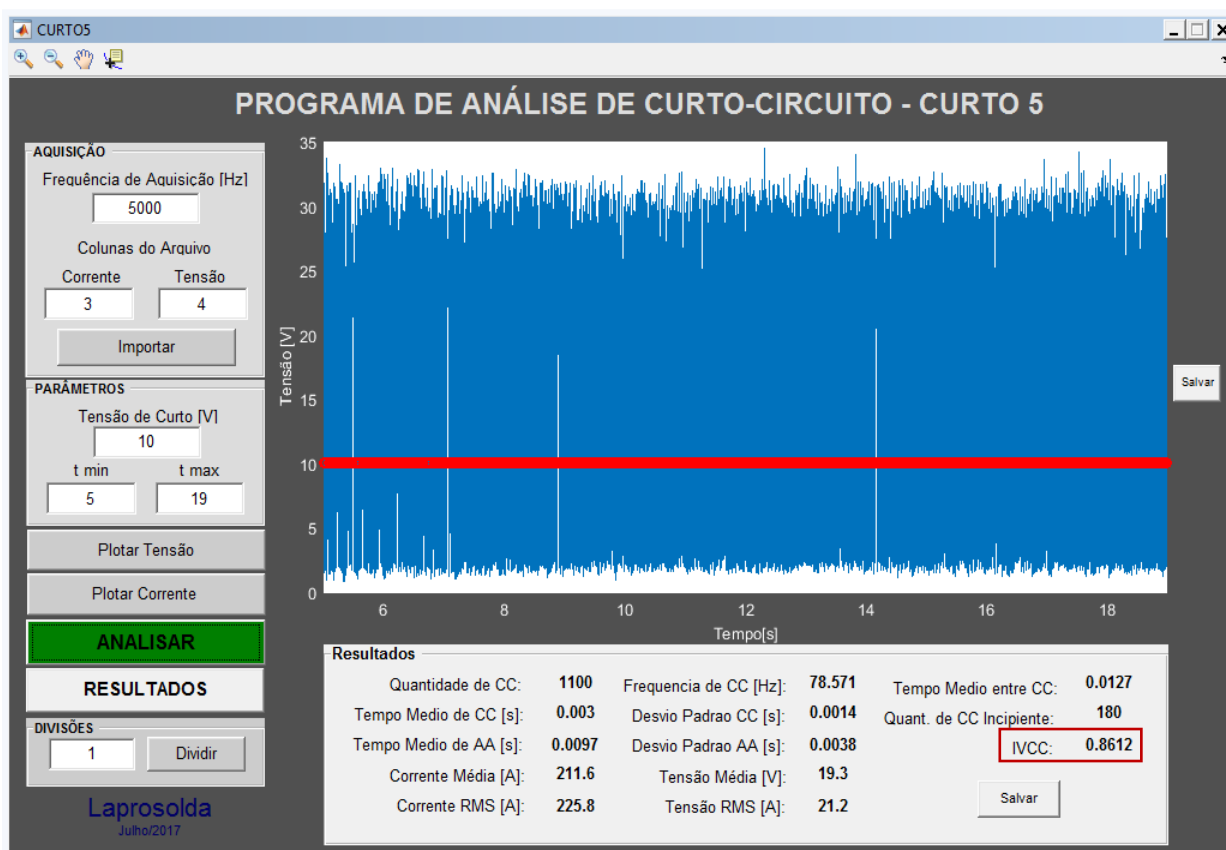 CURTO5
PROGRAMA DE ANÁLISE DE CURTO-CIRCUITO - CURTO 5
AQUISIÇÃO
Frequência de Aquisição [Hz]
5000
Colunas do Arquivo
Corrente Tensão
3 4
Importar
PARÂMETROS
Tensão de Curto [V]
10
t min t max
5 19
Plotar Tensão
Plotar Corrente
ANALISAR
RESULTADOS
DIVISÕES
1 Dividir
Laprosolda
Julho/2017
35
30
25
20
15
10
5
0
Tensão [V]
6 8 10 12 14 16 18
Tempo[s]
Salvar
Resultados
Quantidade de CC: 1100 Frequencia de CC [Hz]: 78.571 Tempo Medio entre CC: 0.0127
Tempo Medio de CC [s]: 0.003 Desvio Padrao CC [s]: 0.0014 Quant. de CC Incipiente: 180
Tempo Medio de AA [s]: 0.0097 Desvio Padrao AA [s]: 0.0038 IVCC: 0.8612
Corrente Média [A]: 211.6 Tensão Média [V]: 19.3
Corrente RMS [A]: 225.8 Tensão RMS [A]: 21.2
Salvar